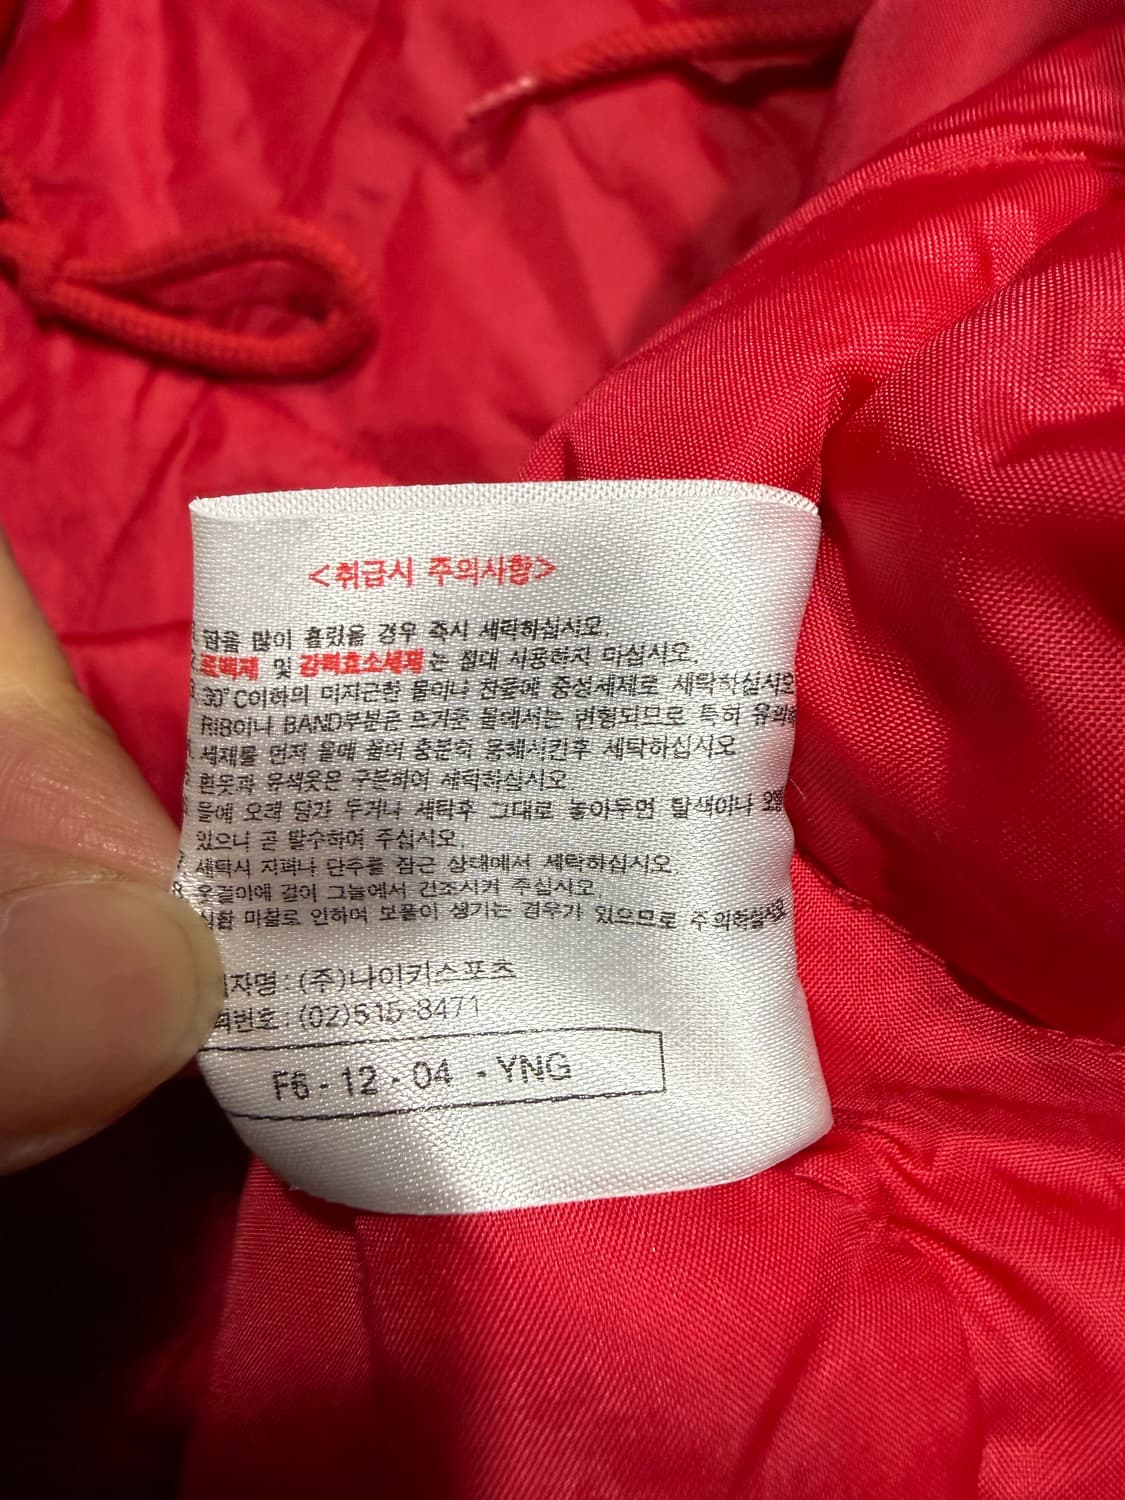 <취급시 주의사항>
땀을 많이 흘렸을 경우 즉시 세탁하십시오.
표백제 및 강력효소세제는 절대 사용하지 마십시오.
30°C이하의 미지근한 물이나 찬물에 중성세제로 세탁하십시오
RIB이나 BAND부분은 뜨거운 물에서는 변형되므로 특히
세제를 먼저 물에 풀어 충분히 용해시킨후 세탁하십시오
흰옷과 유색옷은 구분하여 세탁하십시오.
물에 오래 담가 두거나 세탁후 그대로 놓아두면 탈색이나
있으니 곧 탈수하여 주십시오.
7. 세탁시 지퍼나 단추를 잠근 상태에서 세탁하십시오.
8. 옷걸이에 걸어 그늘에서 건조시켜 주십시오
심한 마찰로 인하여 보풀이 생기는 경우가 있으므로 주의하십시오
자명 : (주)나이키스포츠
번호 : (02)515-8471
F6 - 12 - 04 - YNG